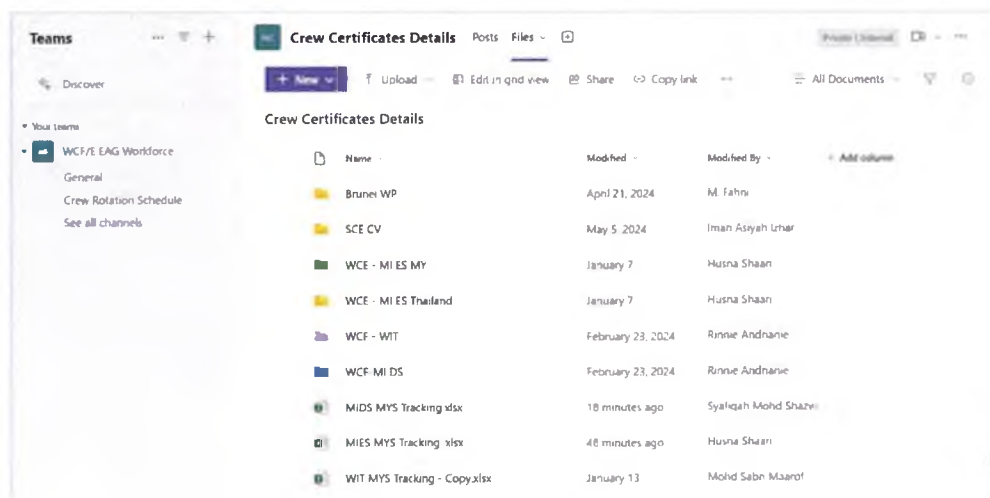 Teams
Discover
Your teams
WCF/E EAG Workforce
General
Crew Rotation Schedule
See all channels
Crew Certificates Details Posts Files
+ New Upload Edit in grid view Share Copy link All Documents
Crew Certificates Details
Name Modified Modified By + Add column
Brunei WP April 21, 2024 M. Fahri
SCE CV May 5, 2024 Iman Asiyah
WCE - MI ES MY January 7 Husna Shaari
WCE - MI ES Thailand January 7 Husna Shaari
WCF - WIT February 23, 2024 Rinnie Andrianie
WCF-MI DS February 23, 2024 Rinnie Andrianie
MiDS MYS Tracking.xlsx 18 minutes ago Syafiqah Mohd
MIES MYS Tracking .xlsx 48 minutes ago Husna Shaari
WIT MYS Tracking - Copy.xlsx January 13 Mohd Sabri Maarof